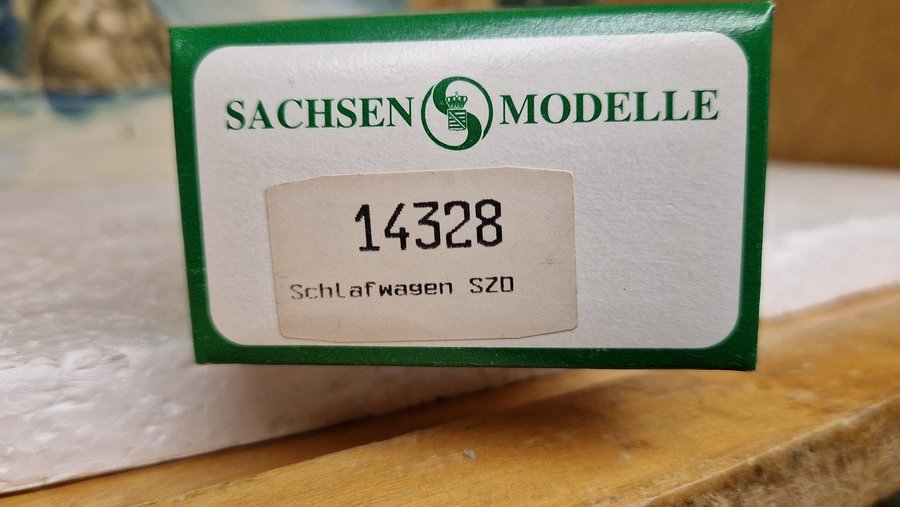 SACHSEN MODELLE
14328
Schlafwagen SZD